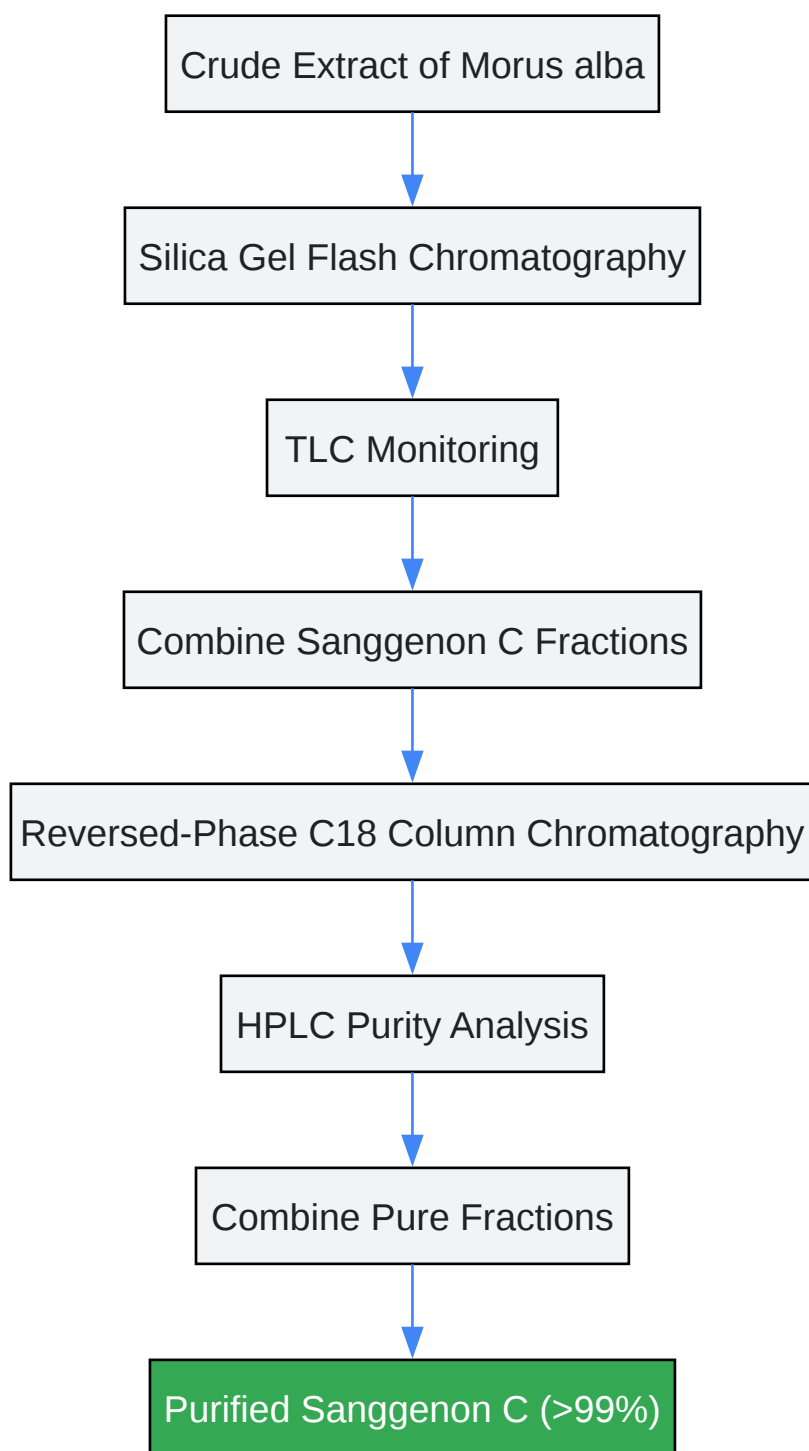 Crude Extract of Morus alba
Silica Gel Flash Chromatography
TLC Monitoring
Combine Sanggenon C Fractions
Reversed-Phase C18 Column Chromatography
HPLC Purity Analysis
Combine Pure Fractions
Purified Sanggenon C (>99%)